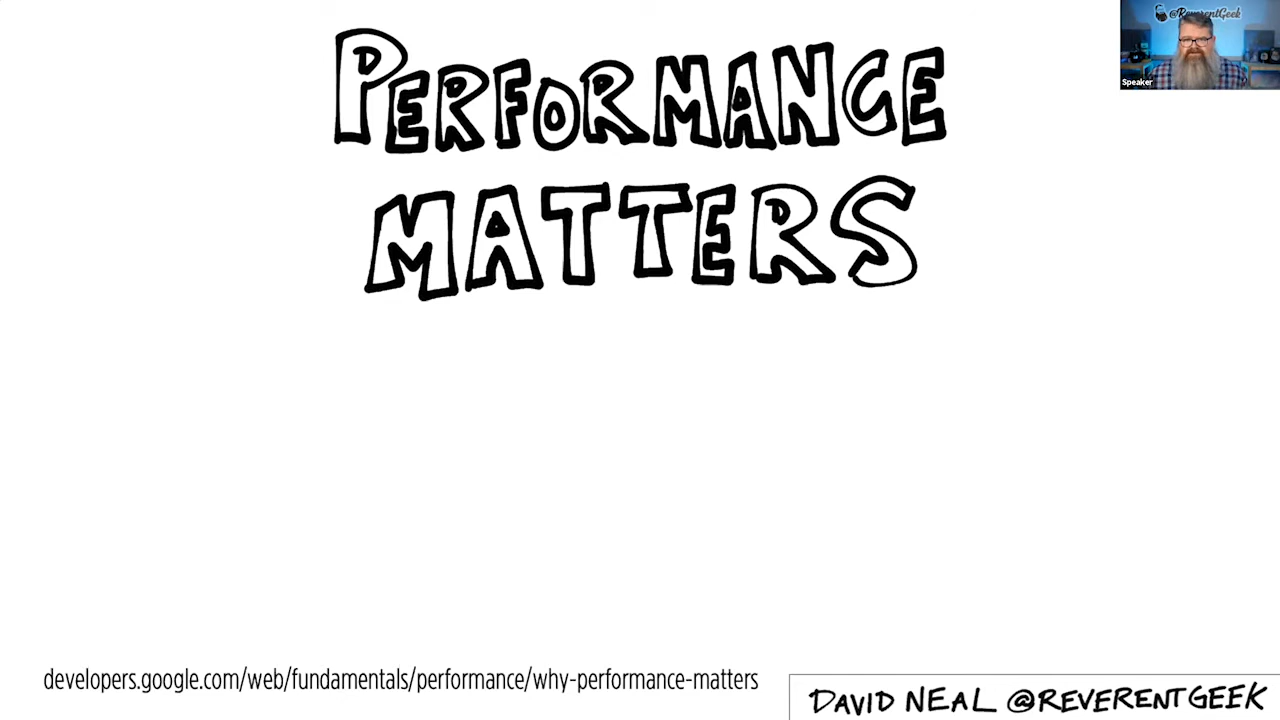 @ReverentGeek
Speaker
PERFORMANCE
MATTERS
developers.google.com/web/fundamentals/performance/why-performance-matters
DAVID NEAL @REVERENTGEEK